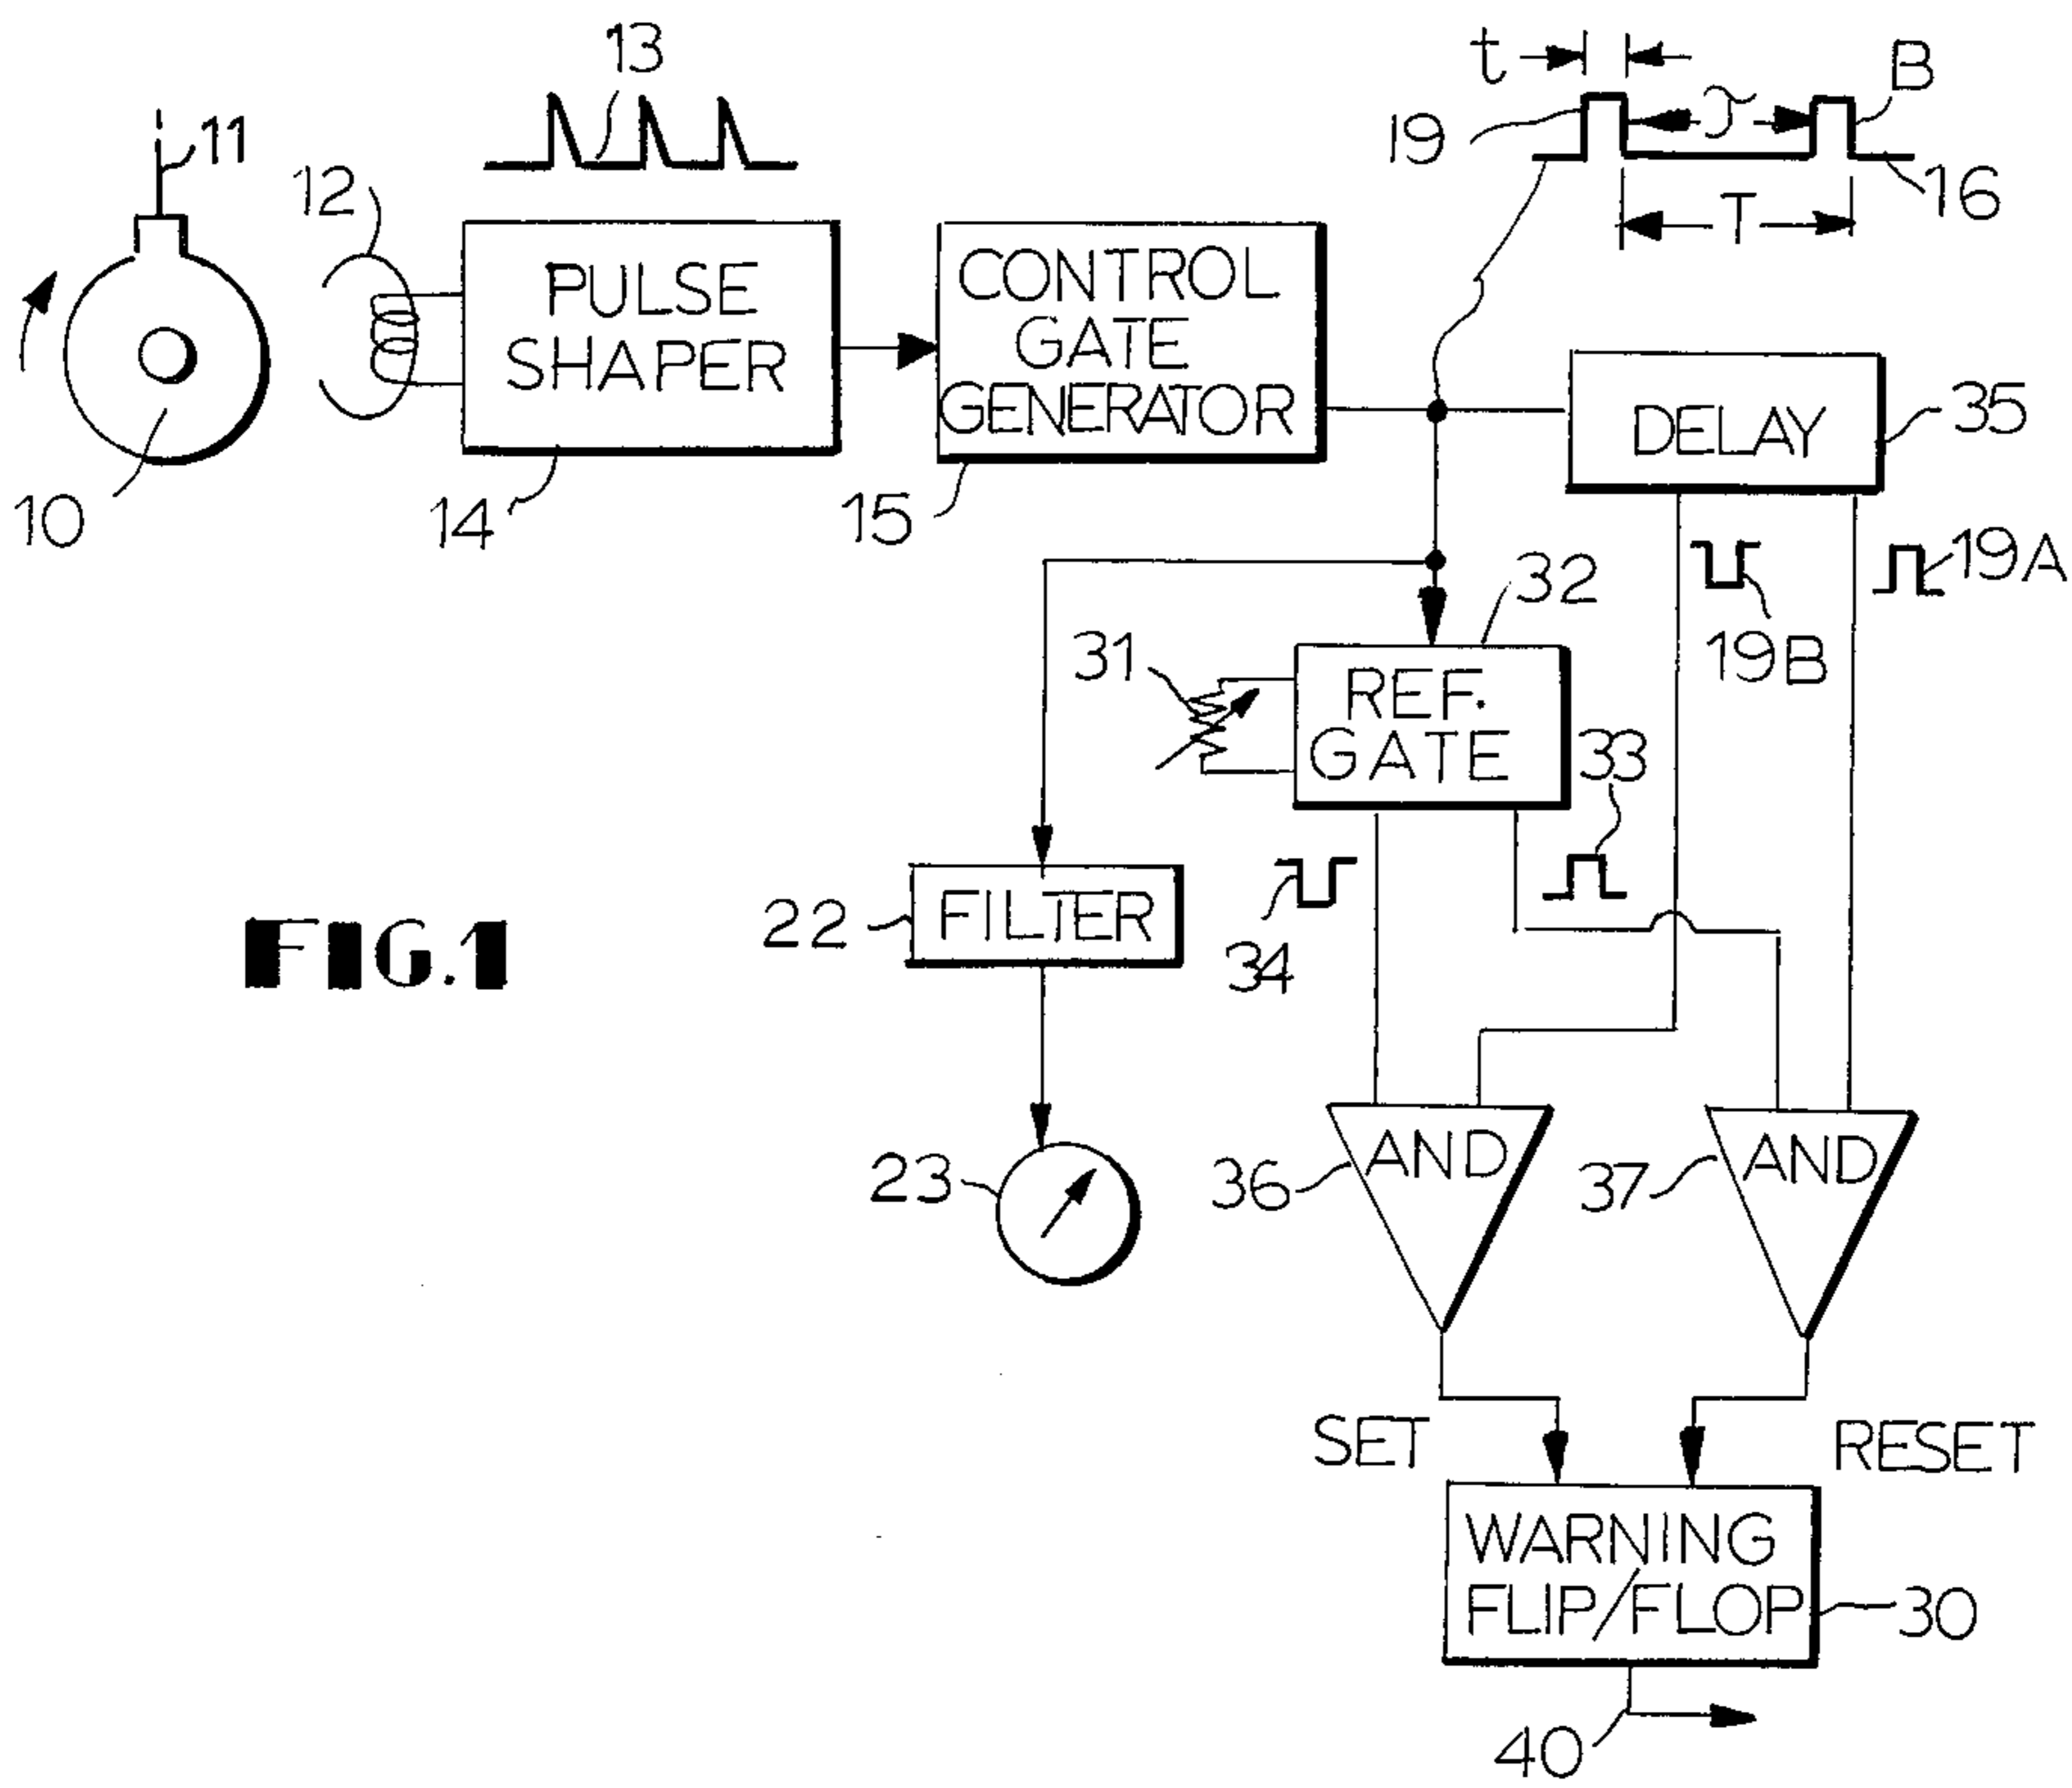 13
t
B
19
T
16
11
12
PULSE
SHAPER
CONTROL
GATE
GENERATOR
DELAY
35
10
14
15
32
19A
19B
31
REF.
GATE
33
22
FILTER
34
FIG.1
23
36
AND
37
AND
SET
RESET
WARNING
FLIP/FLOP
30
40